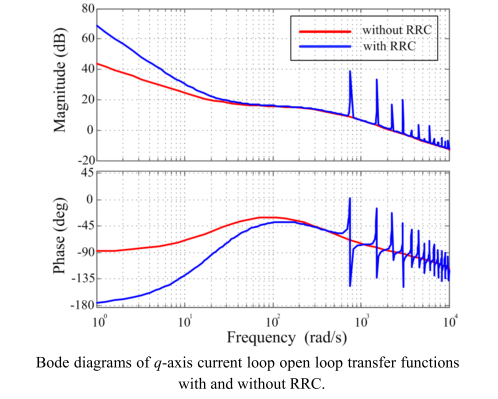 80
60
40
20
0
-20
Magnitude (dB)
without RRC
with RRC
45
0
-45
-90
-135
-180
Phase (deg)
10^0
10^1
10^2
10^3
10^4
Frequency (rad/s)
Bode diagrams of q-axis current loop open loop transfer functions
with and without RRC.